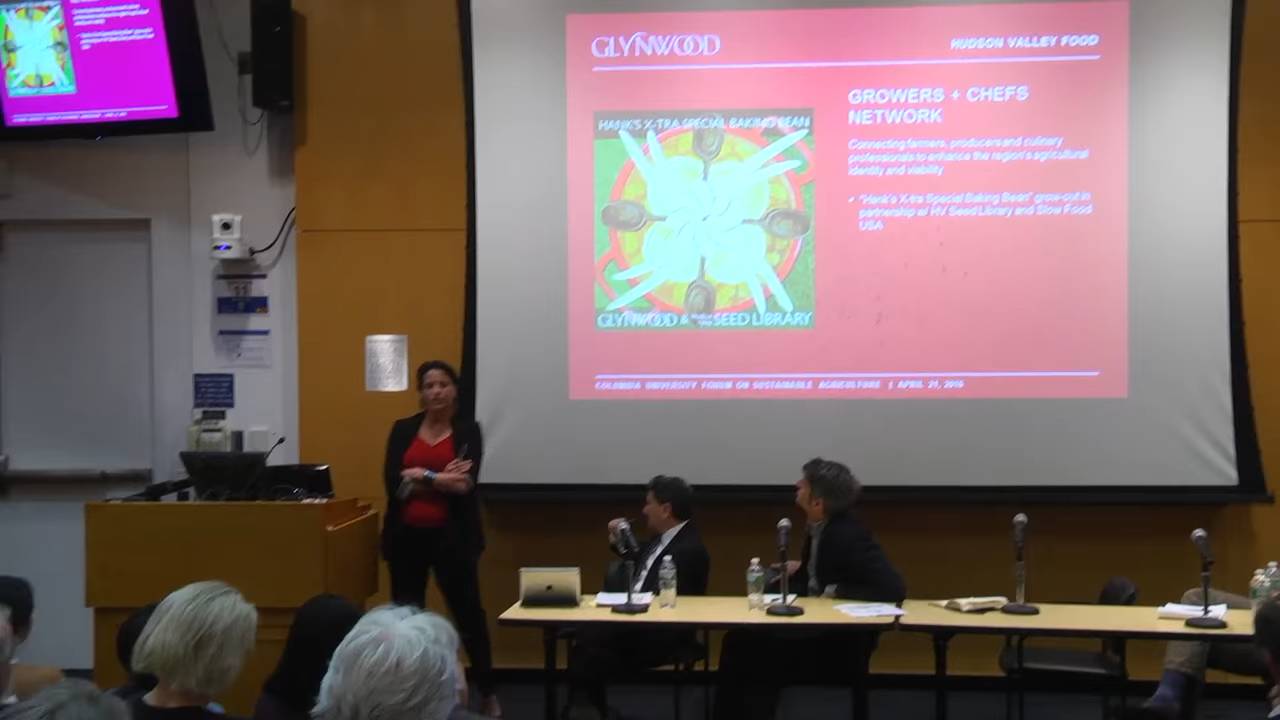 GLYNWOOD
HUDSON VALLEY FOOD
GROWERS + CHEFS
NETWORK
Connecting farmers, producers and culinary
professionals to enhance the region's agricultural
identity and viability
• "Hank's X-tra Special Baking Bean" grow-out in
partnership w/ HV Seed Library and Slow Food
USA
HANK'S X-TRA SPECIAL BAKING BEAN
GLYNWOOD & SEED LIBRARY
COLUMBIA UNIVERSITY FORUM ON SUSTAINABLE AGRICULTURE | APRIL 21, 2016